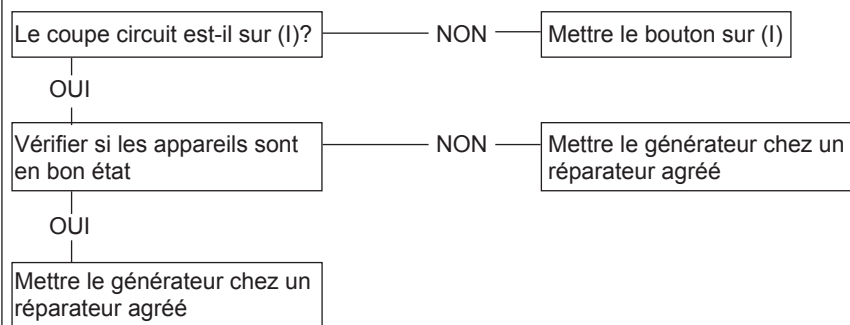 Le coupe circuit est-il sur (I)?
NON
Mettre le bouton sur (I)
OUI
Vérifier si les appareils sont
en bon état
NON
Mettre le générateur chez un
réparateur agréé
OUI
Mettre le générateur chez un
réparateur agréé